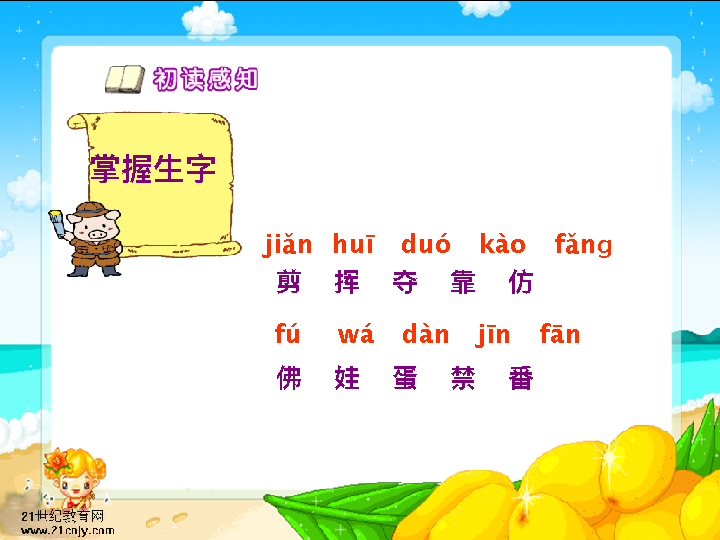 初读感知
掌握生字
jiǎn huī duó kào fǎng
剪 挥 夺 靠 仿
fú wá dàn jīn fān
佛 娃 蛋 禁 番
21世纪教育网
www.21cnjy.com